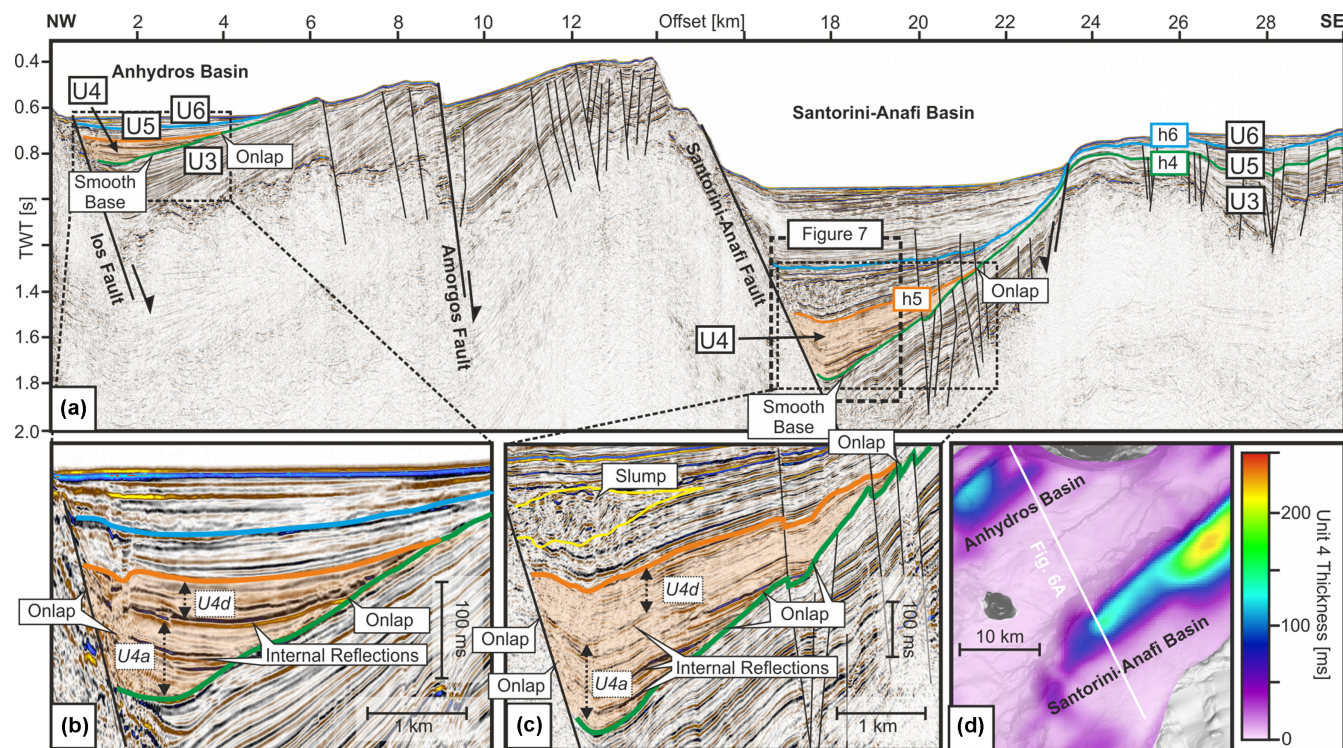 NW 2 4 6 8 10 12 Offset [km] 18 20 22 24 26 28 SE
0.4
0.6
0.8
TWT [s]
1.4
1.6
1.8
2.0
Anhydros Basin
U4
U5
U6
U3
Onlap
Smooth
Base
Ios Fault
Amorgos Fault
Santorini-Anafi Fault
Santorini-Anafi Basin
Figure 7
h5
U4
Onlap
Smooth
Base
h6
h4
U6
U5
U3
(a)
Onlap
U4d
U4a
Onlap
Internal Reflections
100 ms
1 km
(b)
Onlap
Slump
U4d
Onlap
Onlap
Onlap
Internal Reflections
U4a
100 ms
1 km
(c)
Anhydros Basin
Fig. 6A
10 km
Santorini-Anafi Basin
(d)
200
100
0
Unit 4 Thickness [ms]